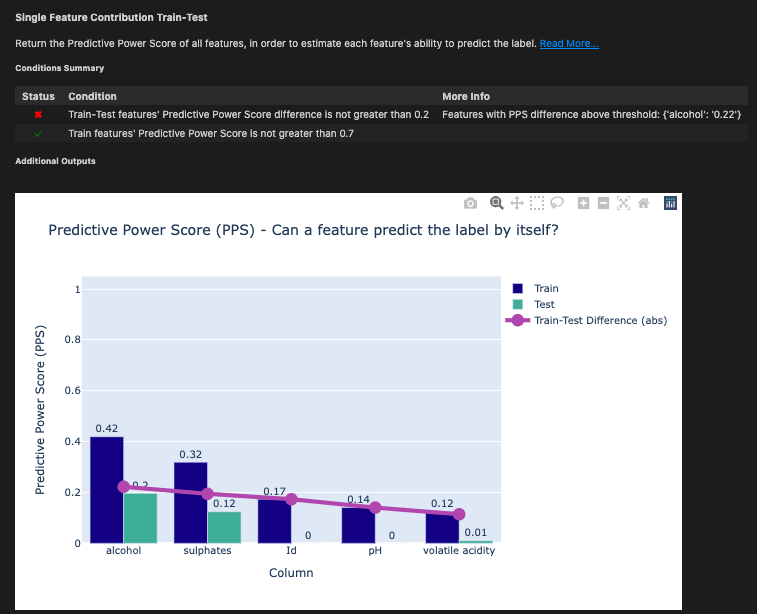 Single Feature Contribution Train-Test
Return the Predictive Power Score of all features, in order to estimate each feature's ability to predict the label. Read More...
Conditions Summary
Status Condition More Info
✖ Train-Test features' Predictive Power Score difference is not greater than 0.2 Features with PPS difference above threshold: {'alcohol': '0.22'}
✓ Train features' Predictive Power Score is not greater than 0.7
Additional Outputs
Predictive Power Score (PPS) - Can a feature predict the label by itself?
Predictive Power Score (PPS)
1
0.8
0.6
0.4
0.2
0
0.42
0.2
0.32
0.12
0.17
0
0.14
0
0.12
0.01
alcohol sulphates Id pH volatile acidity
Column
Train
Test
Train-Test Difference (abs)